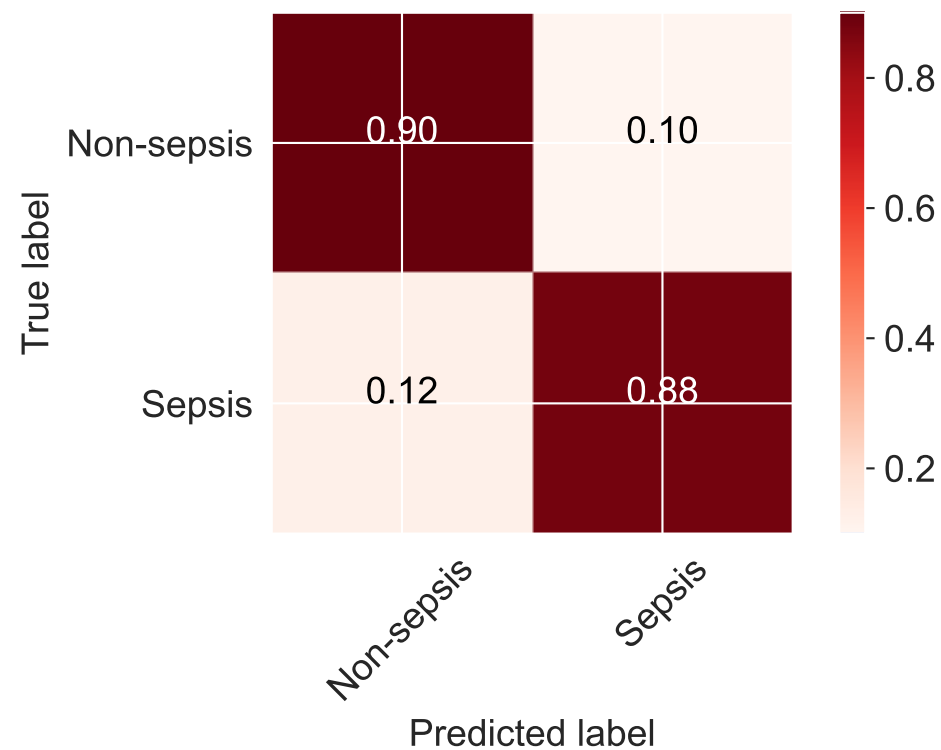 0.90 0.10
Non-sepsis
0.12 0.88
Sepsis
True label
Non-sepsis Sepsis
Predicted label
0.8
0.6
0.4
0.2